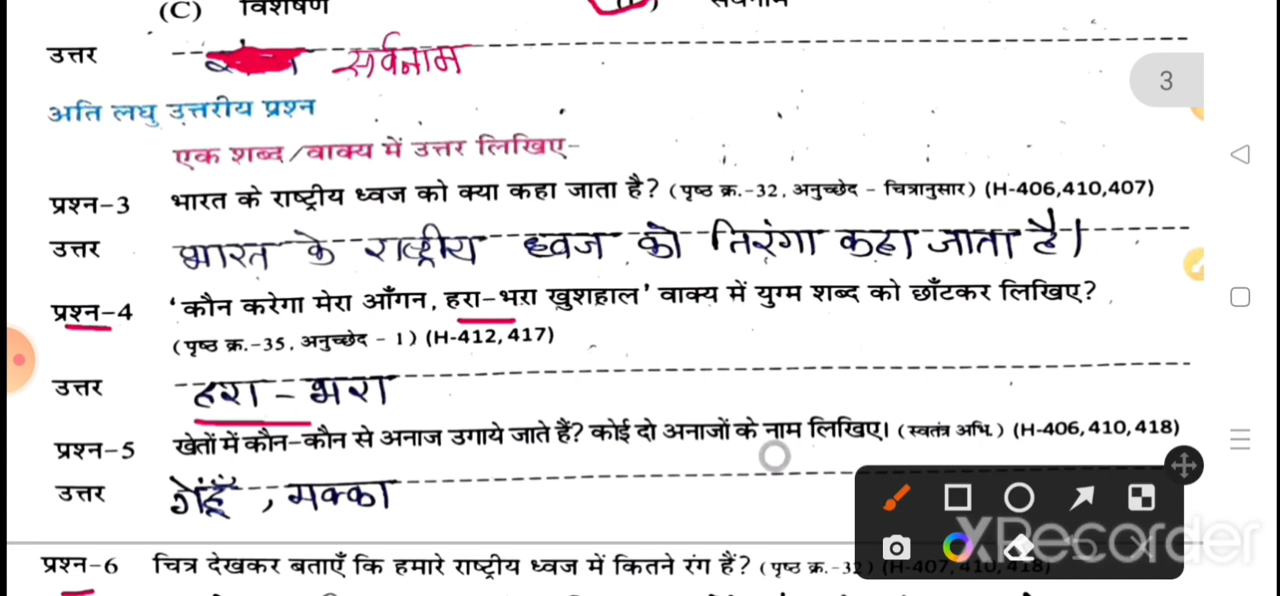 (C) विशेषण
उत्तर सर्वनाम
3
अति लघु उत्तरीय प्रश्न
एक शब्द/वाक्य में उत्तर लिखिए-
प्रश्न-3 भारत के राष्ट्रीय ध्वज को क्या कहा जाता है? (पृष्ठ क्र.-32, अनुच्छेद - चित्रानुसार) (H-406,410,407)
उत्तर भारत के राष्ट्रीय ध्वज को तिरंगा कहा जाता है।
प्रश्न-4 'कौन करेगा मेरा आँगन, हरा-भरा खुशहाल' वाक्य में युग्म शब्द को छाँटकर लिखिए?
(पृष्ठ क्र.-35, अनुच्छेद - 1) (H-412, 417)
उत्तर हरा-भरा
प्रश्न-5 खेतों में कौन-कौन से अनाज उगाये जाते हैं? कोई दो अनाजों के नाम लिखिए। (स्वतंत्र अभि.) (H-406,410,418)
उत्तर गेहूँ, मक्का
XRecorder
प्रश्न-6 चित्र देखकर बताएँ कि हमारे राष्ट्रीय ध्वज में कितने रंग हैं? (पृष्ठ क्र.-32) (H-407,410,418)